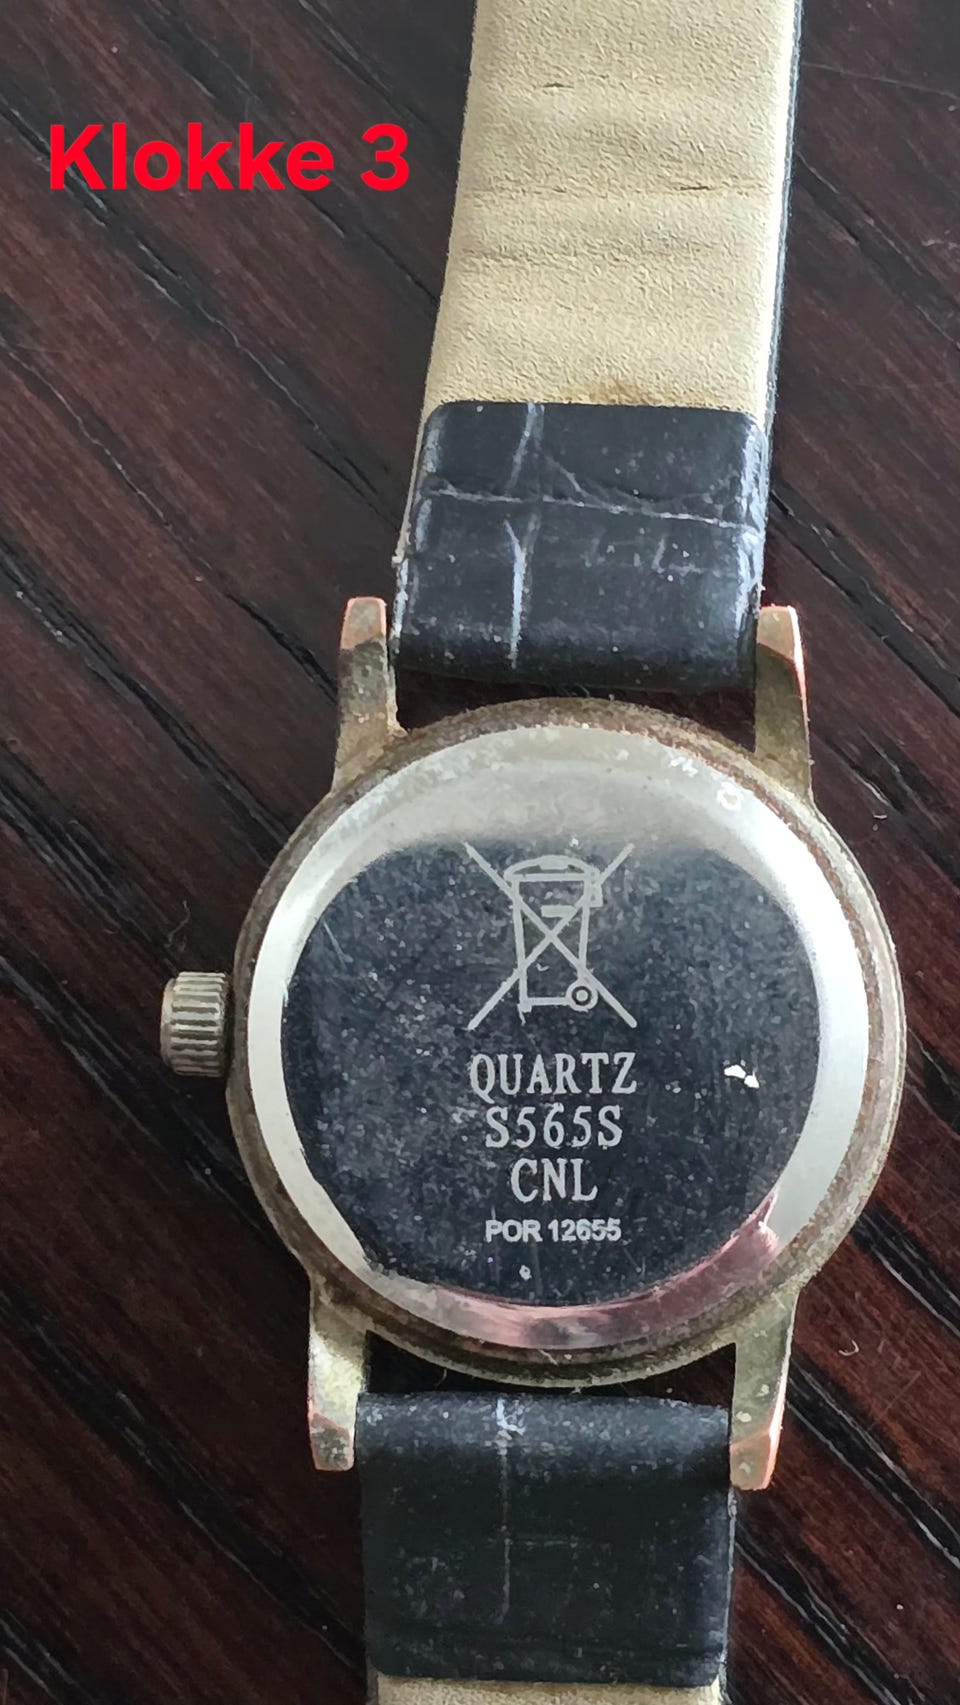 Klokke 3
QUARTZ
S565S
CNL
POR 12655